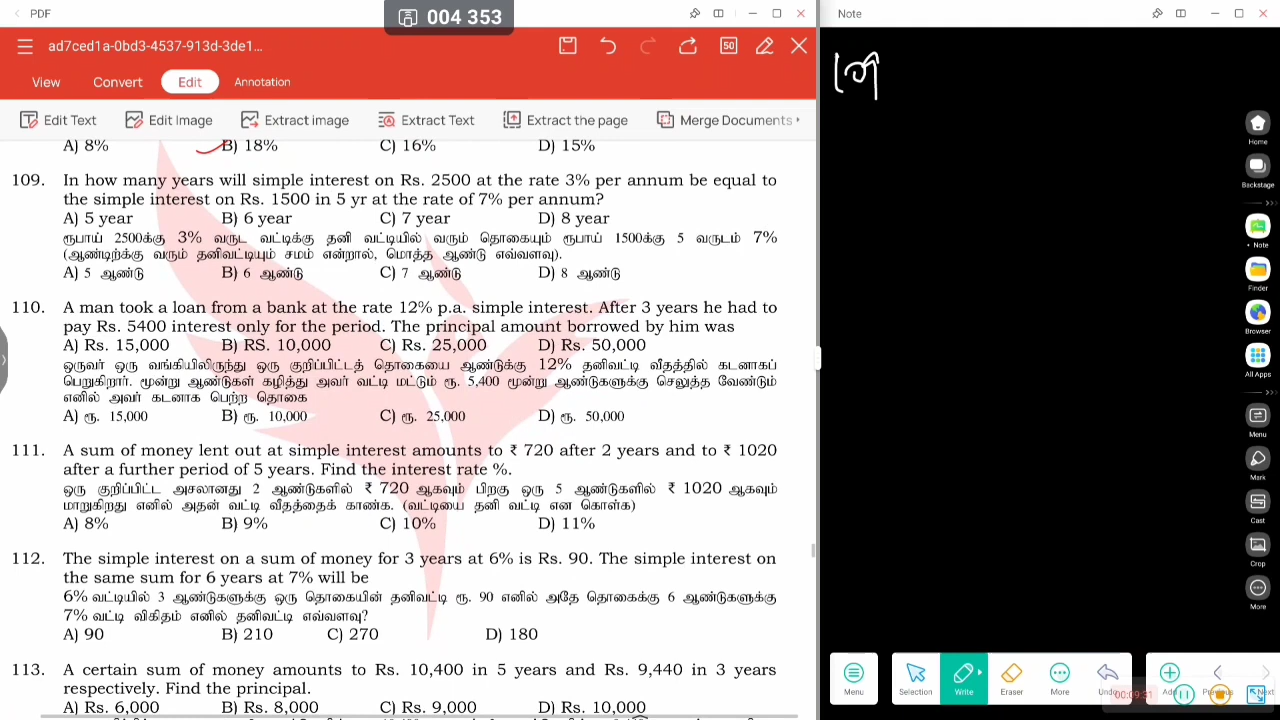 PDF
004 353
Note
ad7ced1a-0bd3-4537-913d-3de1...
50
View Convert Edit Annotation
Edit Text Edit Image Extract image Extract Text Extract the page Merge Documents
A) 8% B) 18% C) 16% D) 15%
109. In how many years will simple interest on Rs. 2500 at the rate 3% per annum be equal to
the simple interest on Rs. 1500 in 5 yr at the rate of 7% per annum?
A) 5 year B) 6 year C) 7 year D) 8 year
ரூபாய் 2500க்கு 3% வருட வட்டிக்கு தனி வட்டியில் வரும் தொகையும் ரூபாய் 1500க்கு 5 வருடம் 7%
(ஆண்டிற்க்கு வரும் தனிவட்டியும் சமம் என்றால், மொத்த ஆண்டு எவ்வளவு).
A) 5 ஆண்டு B) 6 ஆண்டு C) 7 ஆண்டு D) 8 ஆண்டு
110. A man took a loan from a bank at the rate 12% p.a. simple interest. After 3 years he had to
pay Rs. 5400 interest only for the period. The principal amount borrowed by him was
A) Rs. 15,000 B) RS. 10,000 C) Rs. 25,000 D) Rs. 50,000
ஒருவர் ஒரு வங்கியிலிருந்து ஒரு குறிப்பிட்டத் தொகையை ஆண்டுக்கு 12% தனிவட்டி வீதத்தில் கடனாகப்
பெறுகிறார். மூன்று ஆண்டுகள் கழித்து அவர் வட்டி மட்டும் ரூ. 5,400 மூன்று ஆண்டுகளுக்கு செலுத்த வேண்டும்
எனில் அவர் கடனாக பெற்ற தொகை
A) ரூ. 15,000 B) ரூ. 10,000 C) ரூ. 25,000 D) ரூ. 50,000
111. A sum of money lent out at simple interest amounts to ₹ 720 after 2 years and to ₹ 1020
after a further period of 5 years. Find the interest rate %.
ஒரு குறிப்பிட்ட அசலானது 2 ஆண்டுகளில் ₹ 720 ஆகவும் பிறகு ஒரு 5 ஆண்டுகளில் ₹ 1020 ஆகவும்
மாறுகிறது எனில் அதன் வட்டி வீதத்தைக் காண்க. (வட்டியை தனி வட்டி என கொள்க)
A) 8% B) 9% C) 10% D) 11%
112. The simple interest on a sum of money for 3 years at 6% is Rs. 90. The simple interest on
the same sum for 6 years at 7% will be
6% வட்டியில் 3 ஆண்டுகளுக்கு ஒரு தொகையின் தனிவட்டி ரூ. 90 எனில் அதே தொகைக்கு 6 ஆண்டுகளுக்கு
7% வட்டி விகிதம் எனில் தனிவட்டி எவ்வளவு?
A) 90 B) 210 C) 270 D) 180
113. A certain sum of money amounts to Rs. 10,400 in 5 years and Rs. 9,440 in 3 years
respectively. Find the principal.
A) Rs. 6,000 B) Rs. 8,000 C) Rs. 9,000 D) Rs. 10,000
Home
Backstage
• Note
Finder
Browser
All Apps
Menu
Mark
Cast
Crop
More
Menu Selection Write Eraser More Undo Add Next
00:09:31